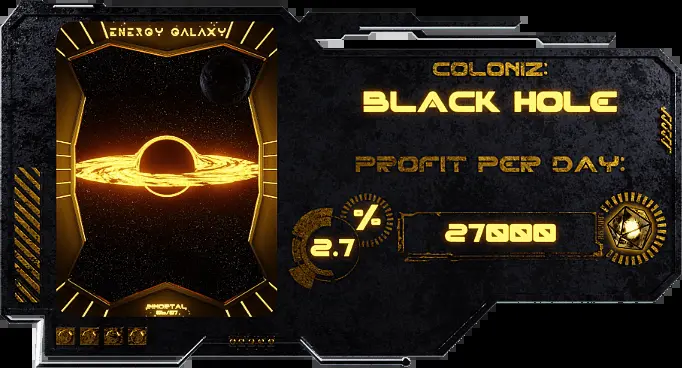 ENERGY GALAXY
COLONIZ:
BLACK HOLE
PROFIT PER DAY:
%
2.7
27000
IMMORTAL